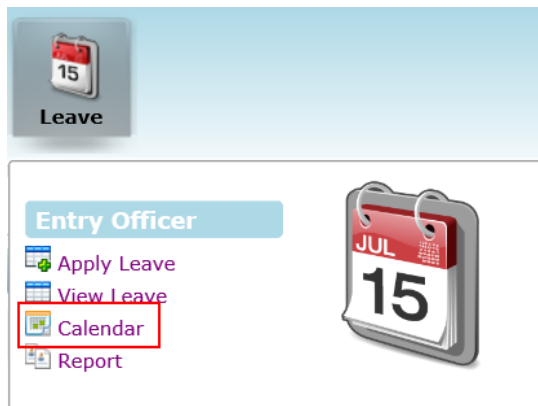 15
Leave
Entry Officer
Apply Leave
View Leave
Calendar
Report
JUL
15